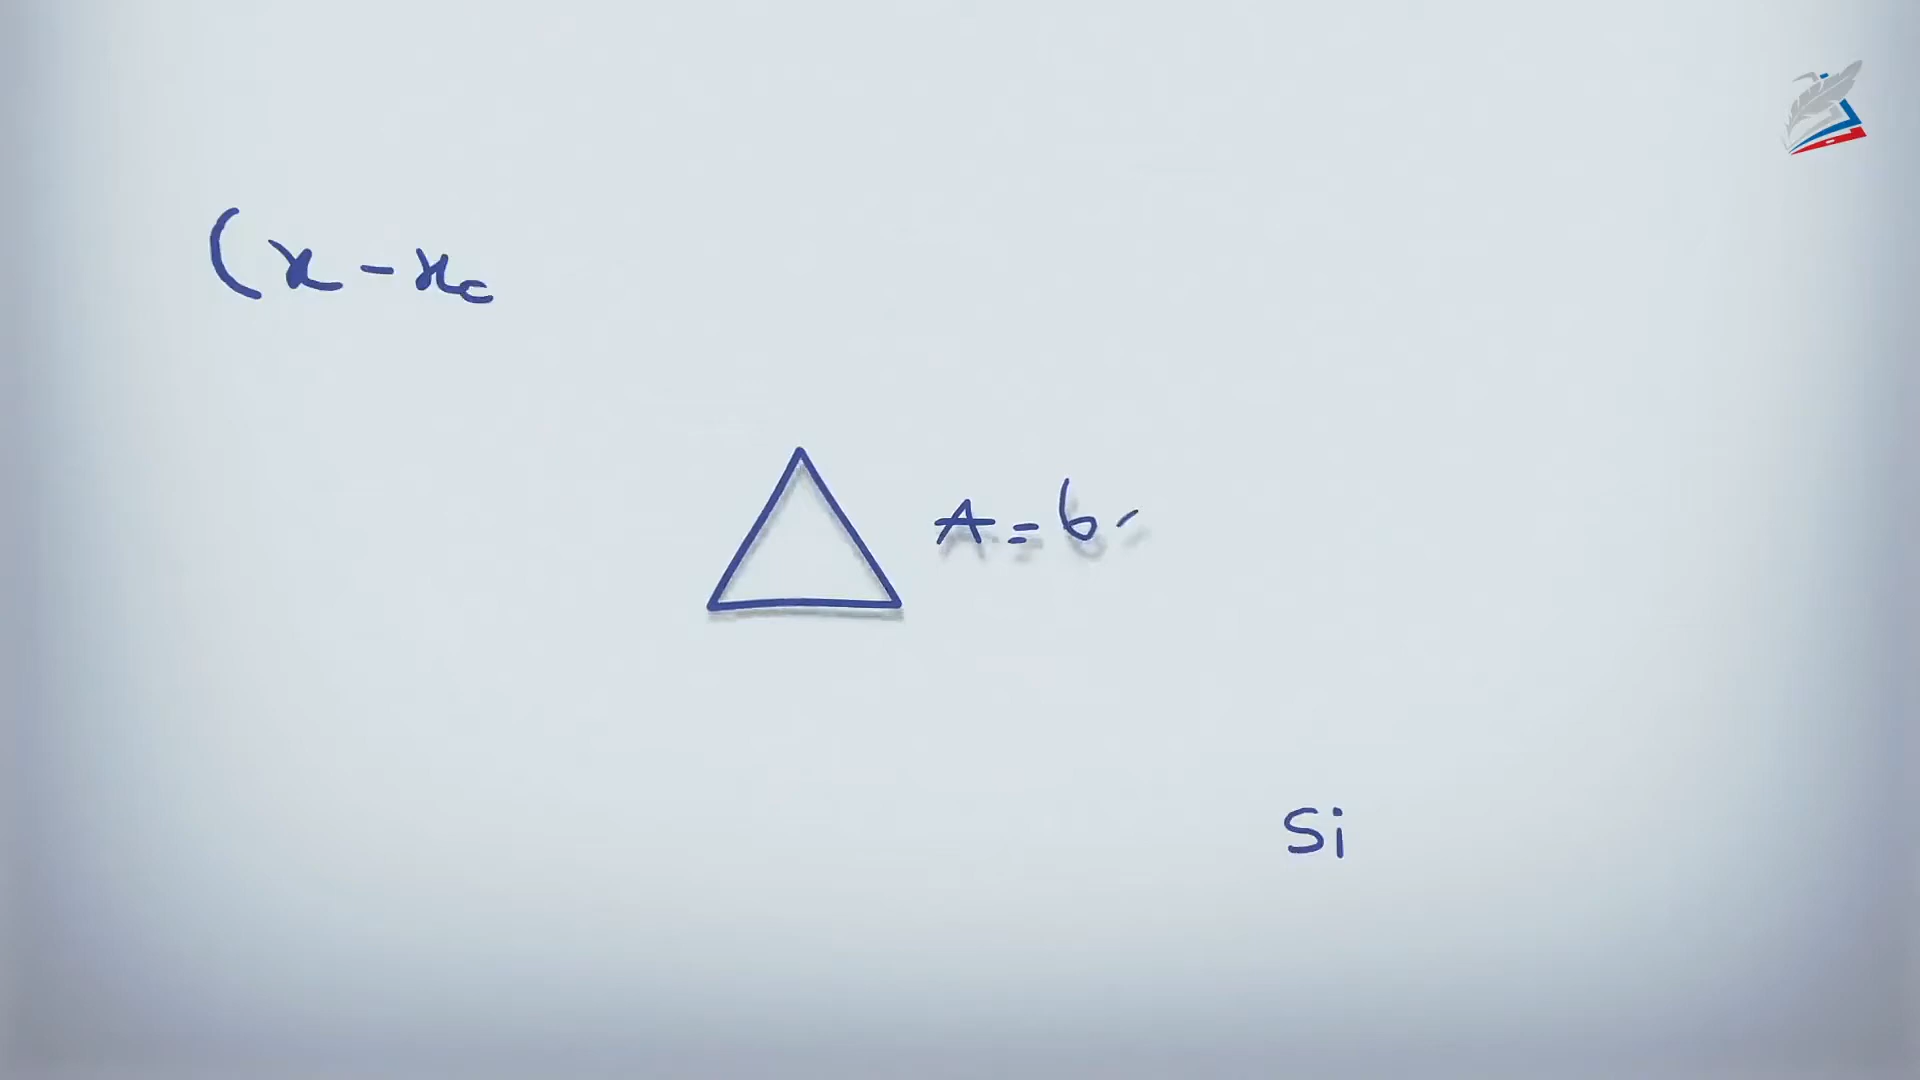 (x - xc
A = b
Si